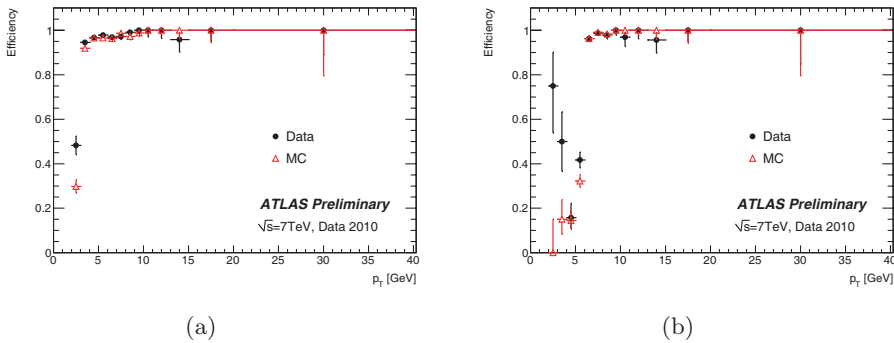 Efficiency
1
0.8
0.6
0.4
0.2
0
5
10
15
20
25
30
35
40
p_T [GeV]
Data
MC
ATLAS Preliminary
√s=7TeV, Data 2010
(a)
Efficiency
1
0.8
0.6
0.4
0.2
0
5
10
15
20
25
30
35
40
p_T [GeV]
Data
MC
ATLAS Preliminary
√s=7TeV, Data 2010
(b)